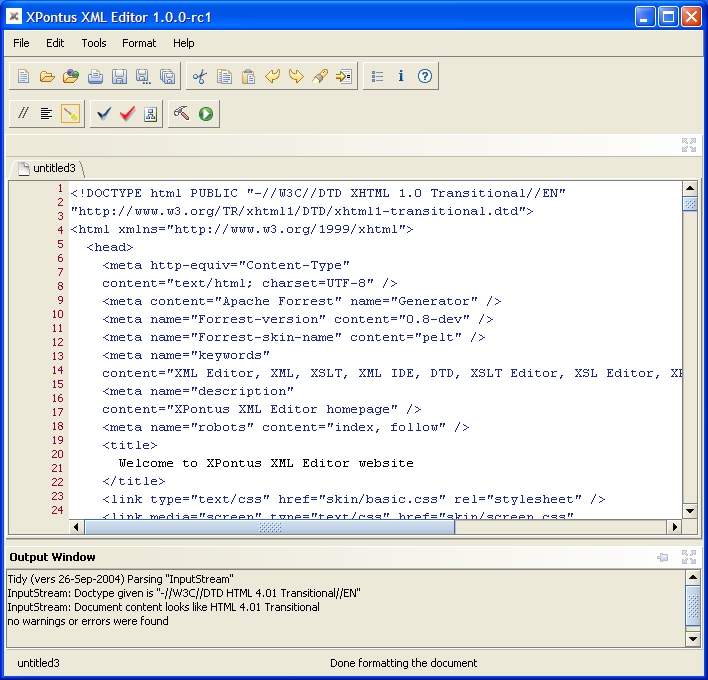 XPontus XML Editor 1.0.0-rc1
File Edit Tools Format Help
untitled3
1 <!DOCTYPE html PUBLIC "-//W3C//DTD XHTML 1.0 Transitional//EN"
2 "http://www.w3.org/TR/xhtml1/DTD/xhtml1-transitional.dtd">
3 <html xmlns="http://www.w3.org/1999/xhtml">
4 <head>
5 <meta http-equiv="Content-Type"
6 content="text/html; charset=UTF-8" />
7 <meta content="Apache Forrest" name="Generator" />
8 <meta name="Forrest-version" content="0.8-dev" />
9 <meta name="Forrest-skin-name" content="pelt" />
10 <meta name="keywords"
11 content="XML Editor, XML, XSLT, XML IDE, DTD, XSLT Editor, XSL Editor, XP
12 <meta name="description"
13 content="XPontus XML Editor homepage" />
14 <meta name="robots" content="index, follow" />
15 <title>
16 Welcome to XPontus XML Editor website
17 </title>
18 <link type="text/css" href="skin/basic.css" rel="stylesheet" />
19 <link media="screen" type="text/css" href="skin/screen.css"
20
21
22
23
24
Output Window
Tidy (vers 26-Sep-2004) Parsing "InputStream"
InputStream: Doctype given is "-//W3C//DTD HTML 4.01 Transitional//EN"
InputStream: Document content looks like HTML 4.01 Transitional
no warnings or errors were found
untitled3 Done formatting the document